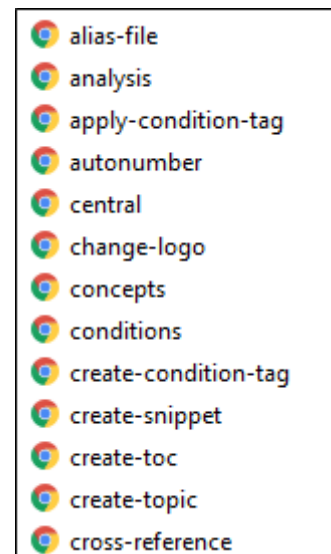 alias-file
analysis
apply-condition-tag
autonumber
central
change-logo
concepts
conditions
create-condition-tag
create-snippet
create-toc
create-topic
cross-reference